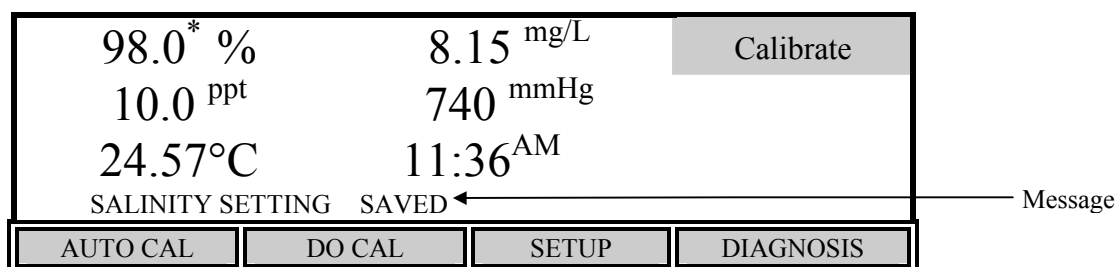 98.0* % 8.15 mg/L Calibrate
10.0 ppt 740 mmHg
24.57°C 11:36AM
SALINITY SETTING SAVED Message
AUTO CAL DO CAL SETUP DIAGNOSIS